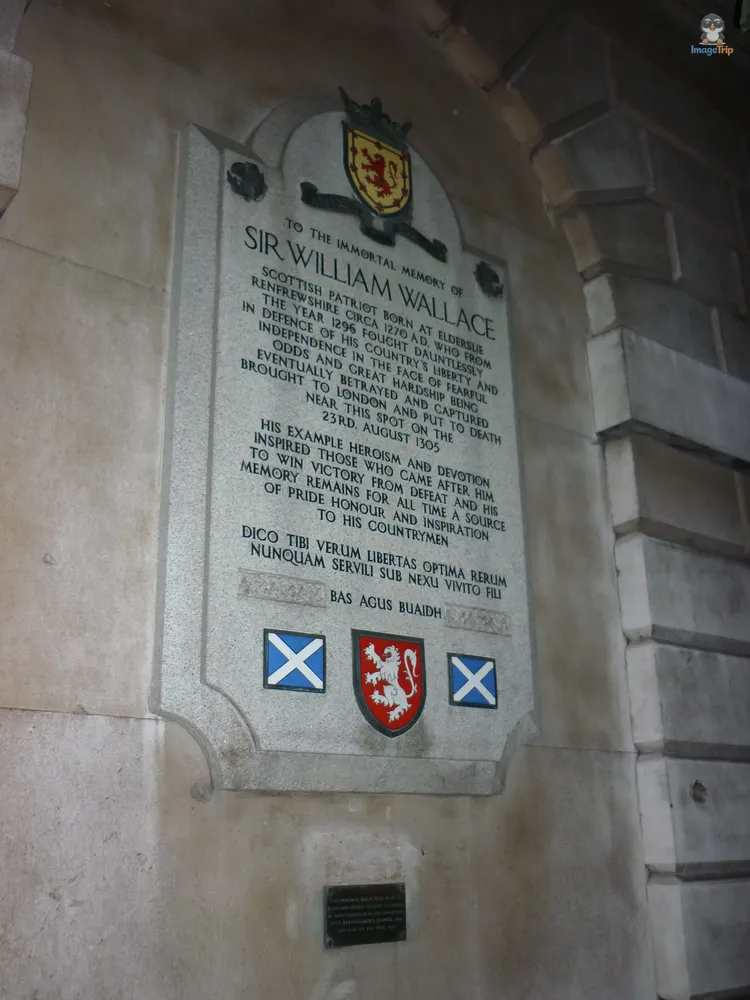 ImageTrip
TO THE IMMORTAL MEMORY OF
SIR WILLIAM WALLACE
SCOTTISH PATRIOT BORN AT ELDERSLIE
RENFREWSHIRE CIRCA 1270 A.D. WHO FROM
THE YEAR 1296 FOUGHT DAUNTLESSLY
IN DEFENCE OF HIS COUNTRY'S LIBERTY AND
INDEPENDENCE IN THE FACE OF FEARFUL
ODDS AND GREAT HARDSHIP BEING
EVENTUALLY BETRAYED AND CAPTURED
BROUGHT TO LONDON AND PUT TO DEATH
NEAR THIS SPOT ON THE
23RD. AUGUST 1305
HIS EXAMPLE HEROISM AND DEVOTION
INSPIRED THOSE WHO CAME AFTER HIM
TO WIN VICTORY FROM DEFEAT AND HIS
MEMORY REMAINS FOR ALL TIME A SOURCE
OF PRIDE HONOUR AND INSPIRATION
TO HIS COUNTRYMEN
DICO TIBI VERUM LIBERTAS OPTIMA RERUM
NUNQUAM SERVILI SUB NEXU VIVITO FILI
BAS AGUS BUAIDH